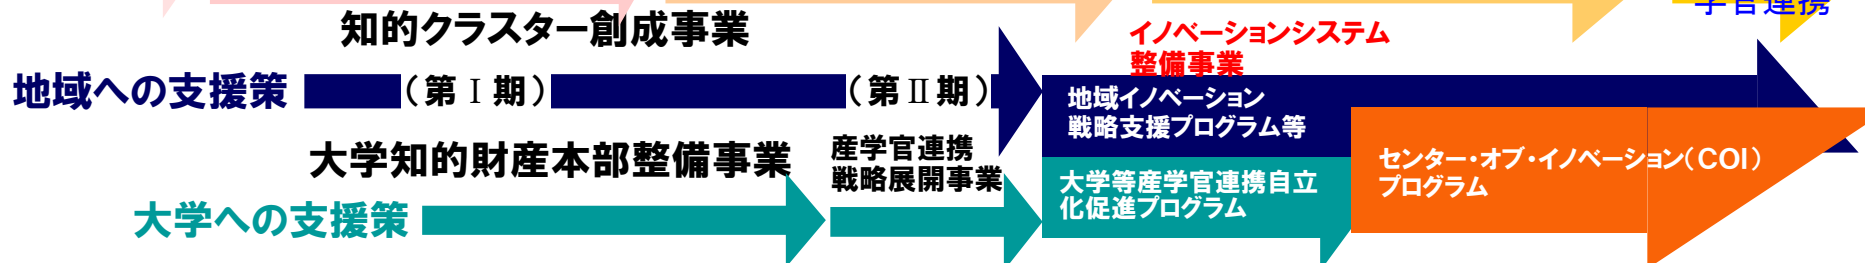 学官連携
知的クラスター創成事業
イノベーションシステム
整備事業
地域への支援策
(第Ⅰ期)
(第Ⅱ期)
地域イノベーション
戦略支援プログラム等
大学知的財産本部整備事業
産学官連携
戦略展開事業
センター・オブ・イノベーション(COI)
プログラム
大学等産学官連携自立
化促進プログラム
大学への支援策